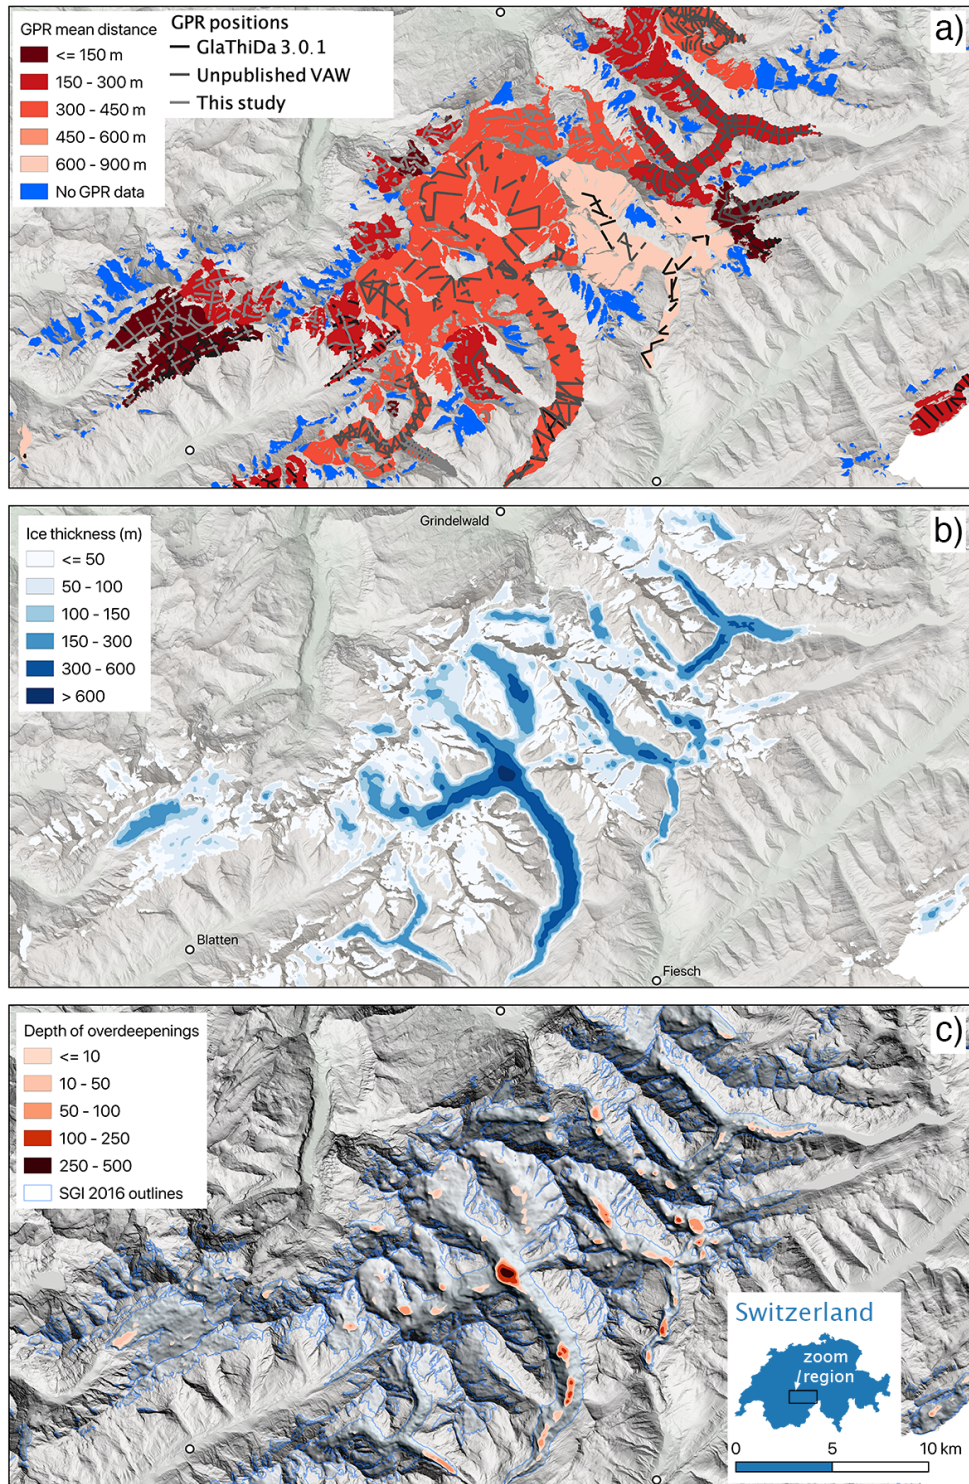 a)
GPR mean distance
<= 150 m
150 - 300 m
300 - 450 m
450 - 600 m
600 - 900 m
No GPR data
GPR positions
GlaThiDa 3.0.1
Unpublished VAW
This study
b)
Ice thickness (m)
<= 50
50 - 100
100 - 150
150 - 300
300 - 600
> 600
Grindelwald
Blatten
Fiesch
c)
Depth of overdeepenings
<= 10
10 - 50
50 - 100
100 - 250
250 - 500
SGI 2016 outlines
Switzerland
zoom
region
0 5 10 km